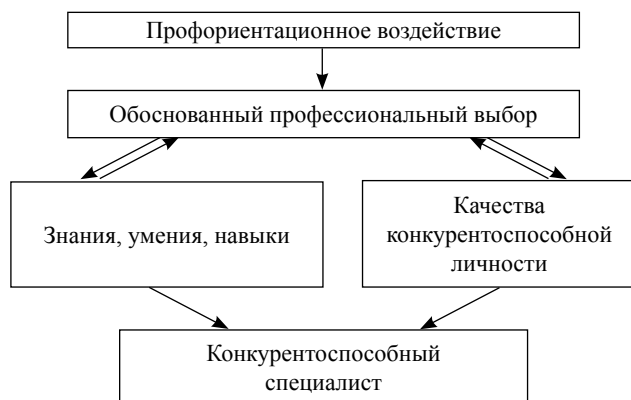 Профориентационное воздействие
Обоснованный профессиональный выбор
Знания, умения, навыки
Качества
конкурентоспособной
личности
Конкурентоспособный
специалист